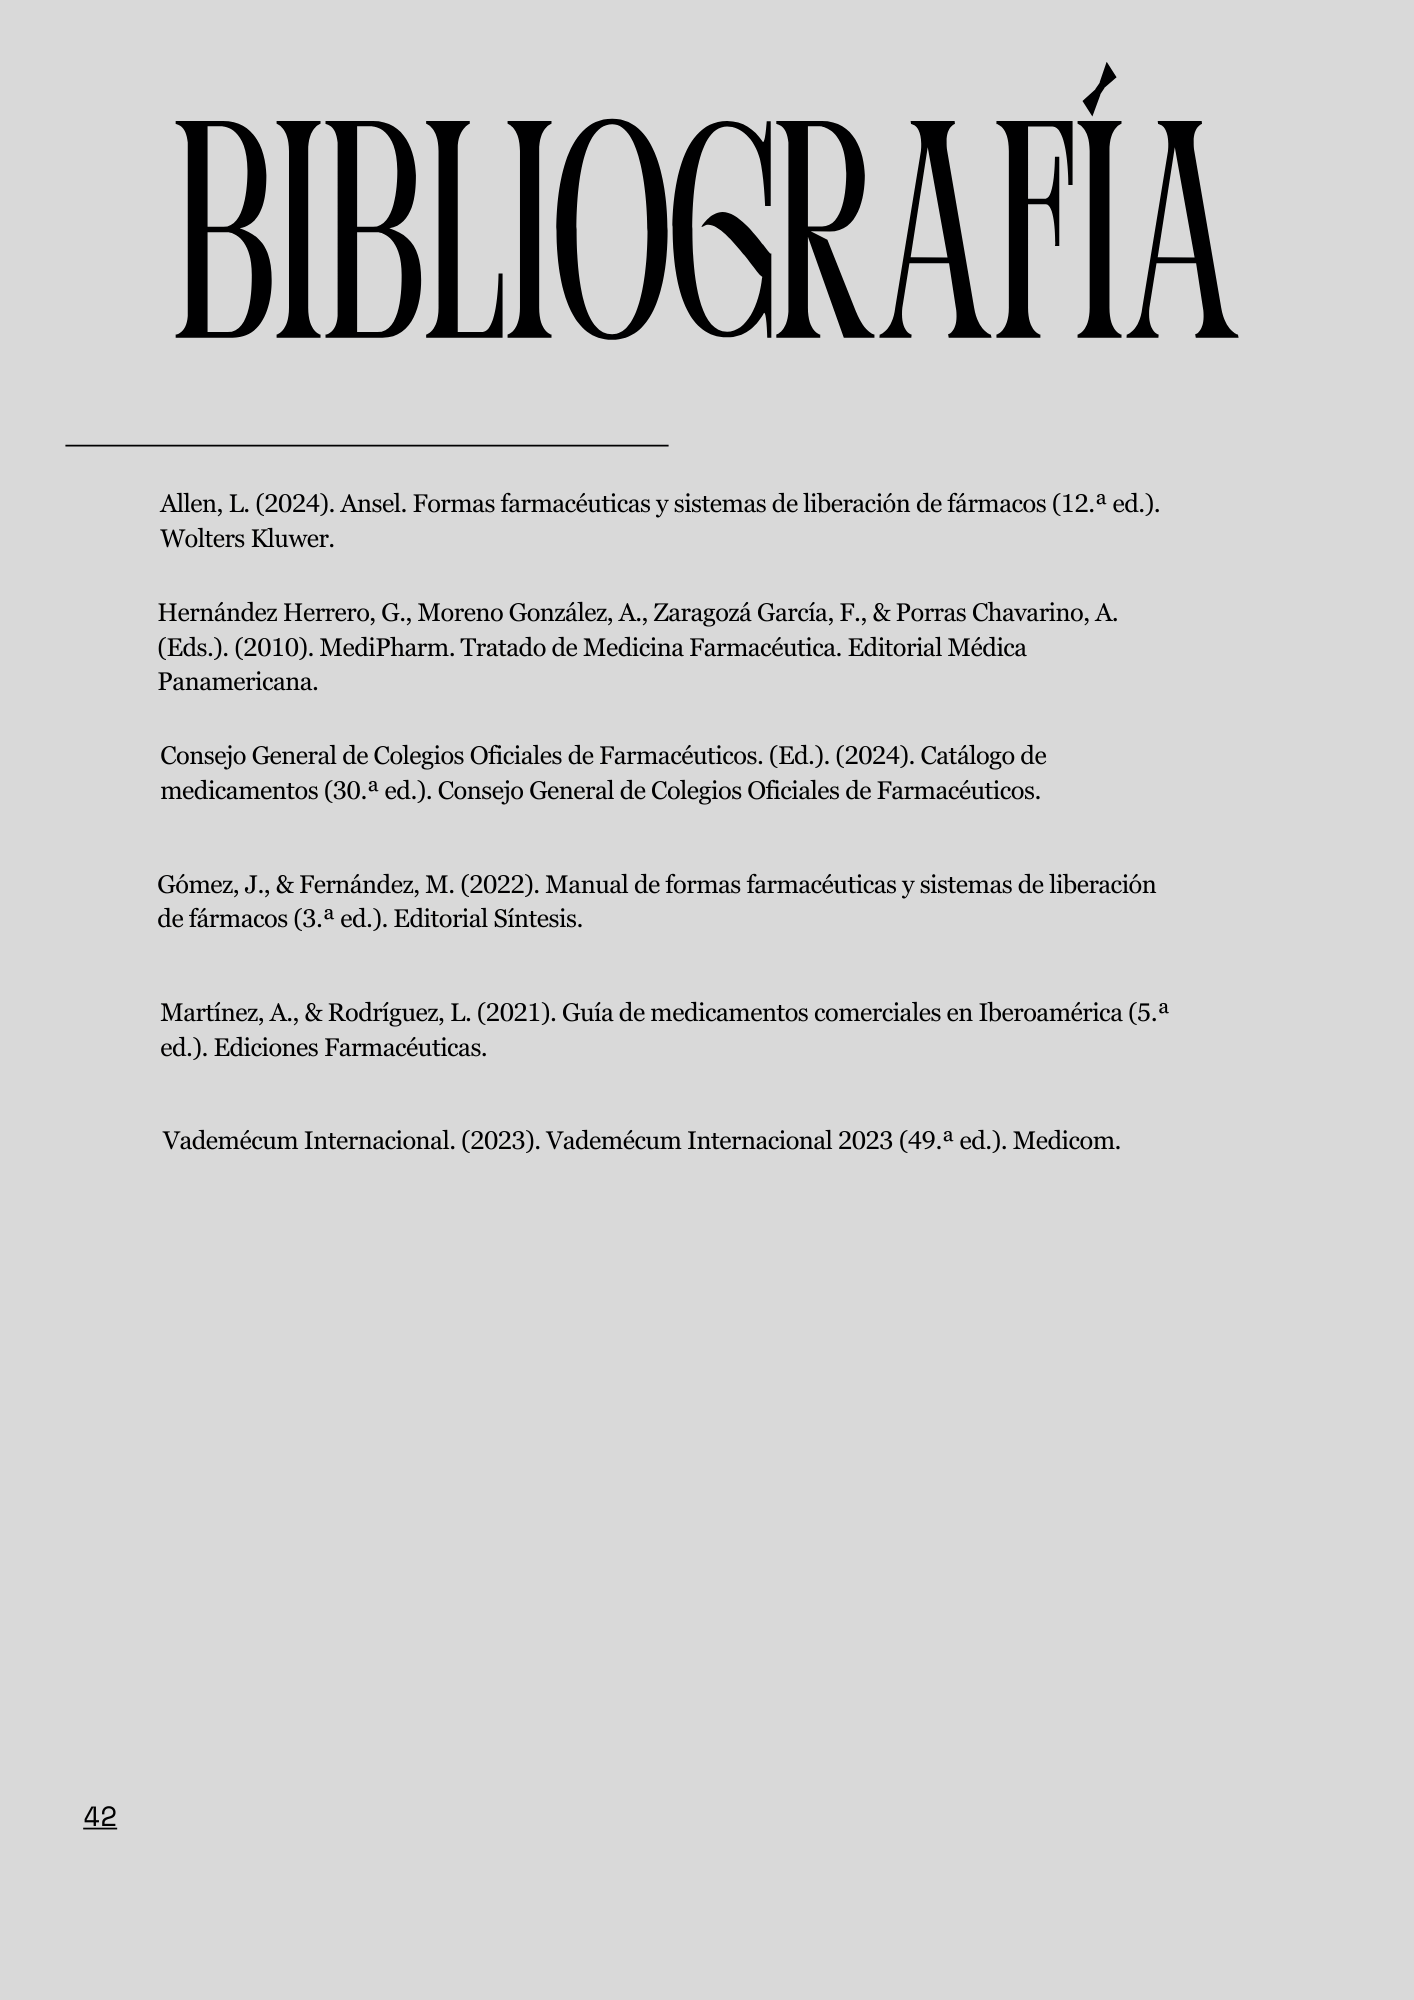 BIBLIOGRAFÍA
Allen, L. (2024). Ansel. Formas farmacéuticas y sistemas de liberación de fármacos (12.ª ed.).
Wolters Kluwer.
Hernández Herrero, G., Moreno González, A., Zaragozá García, F., & Porras Chavarino, A.
(Eds.). (2010). MediPharm. Tratado de Medicina Farmacéutica. Editorial Médica
Panamericana.
Consejo General de Colegios Oficiales de Farmacéuticos. (Ed.). (2024). Catálogo de
medicamentos (30.ª ed.). Consejo General de Colegios Oficiales de Farmacéuticos.
Gómez, J., & Fernández, M. (2022). Manual de formas farmacéuticas y sistemas de liberación
de fármacos (3.ª ed.). Editorial Síntesis.
Martínez, A., & Rodríguez, L. (2021). Guía de medicamentos comerciales en Iberoamérica (5.ª
ed.). Ediciones Farmacéuticas.
Vademécum Internacional. (2023). Vademécum Internacional 2023 (49.ª ed.). Medicom.
42